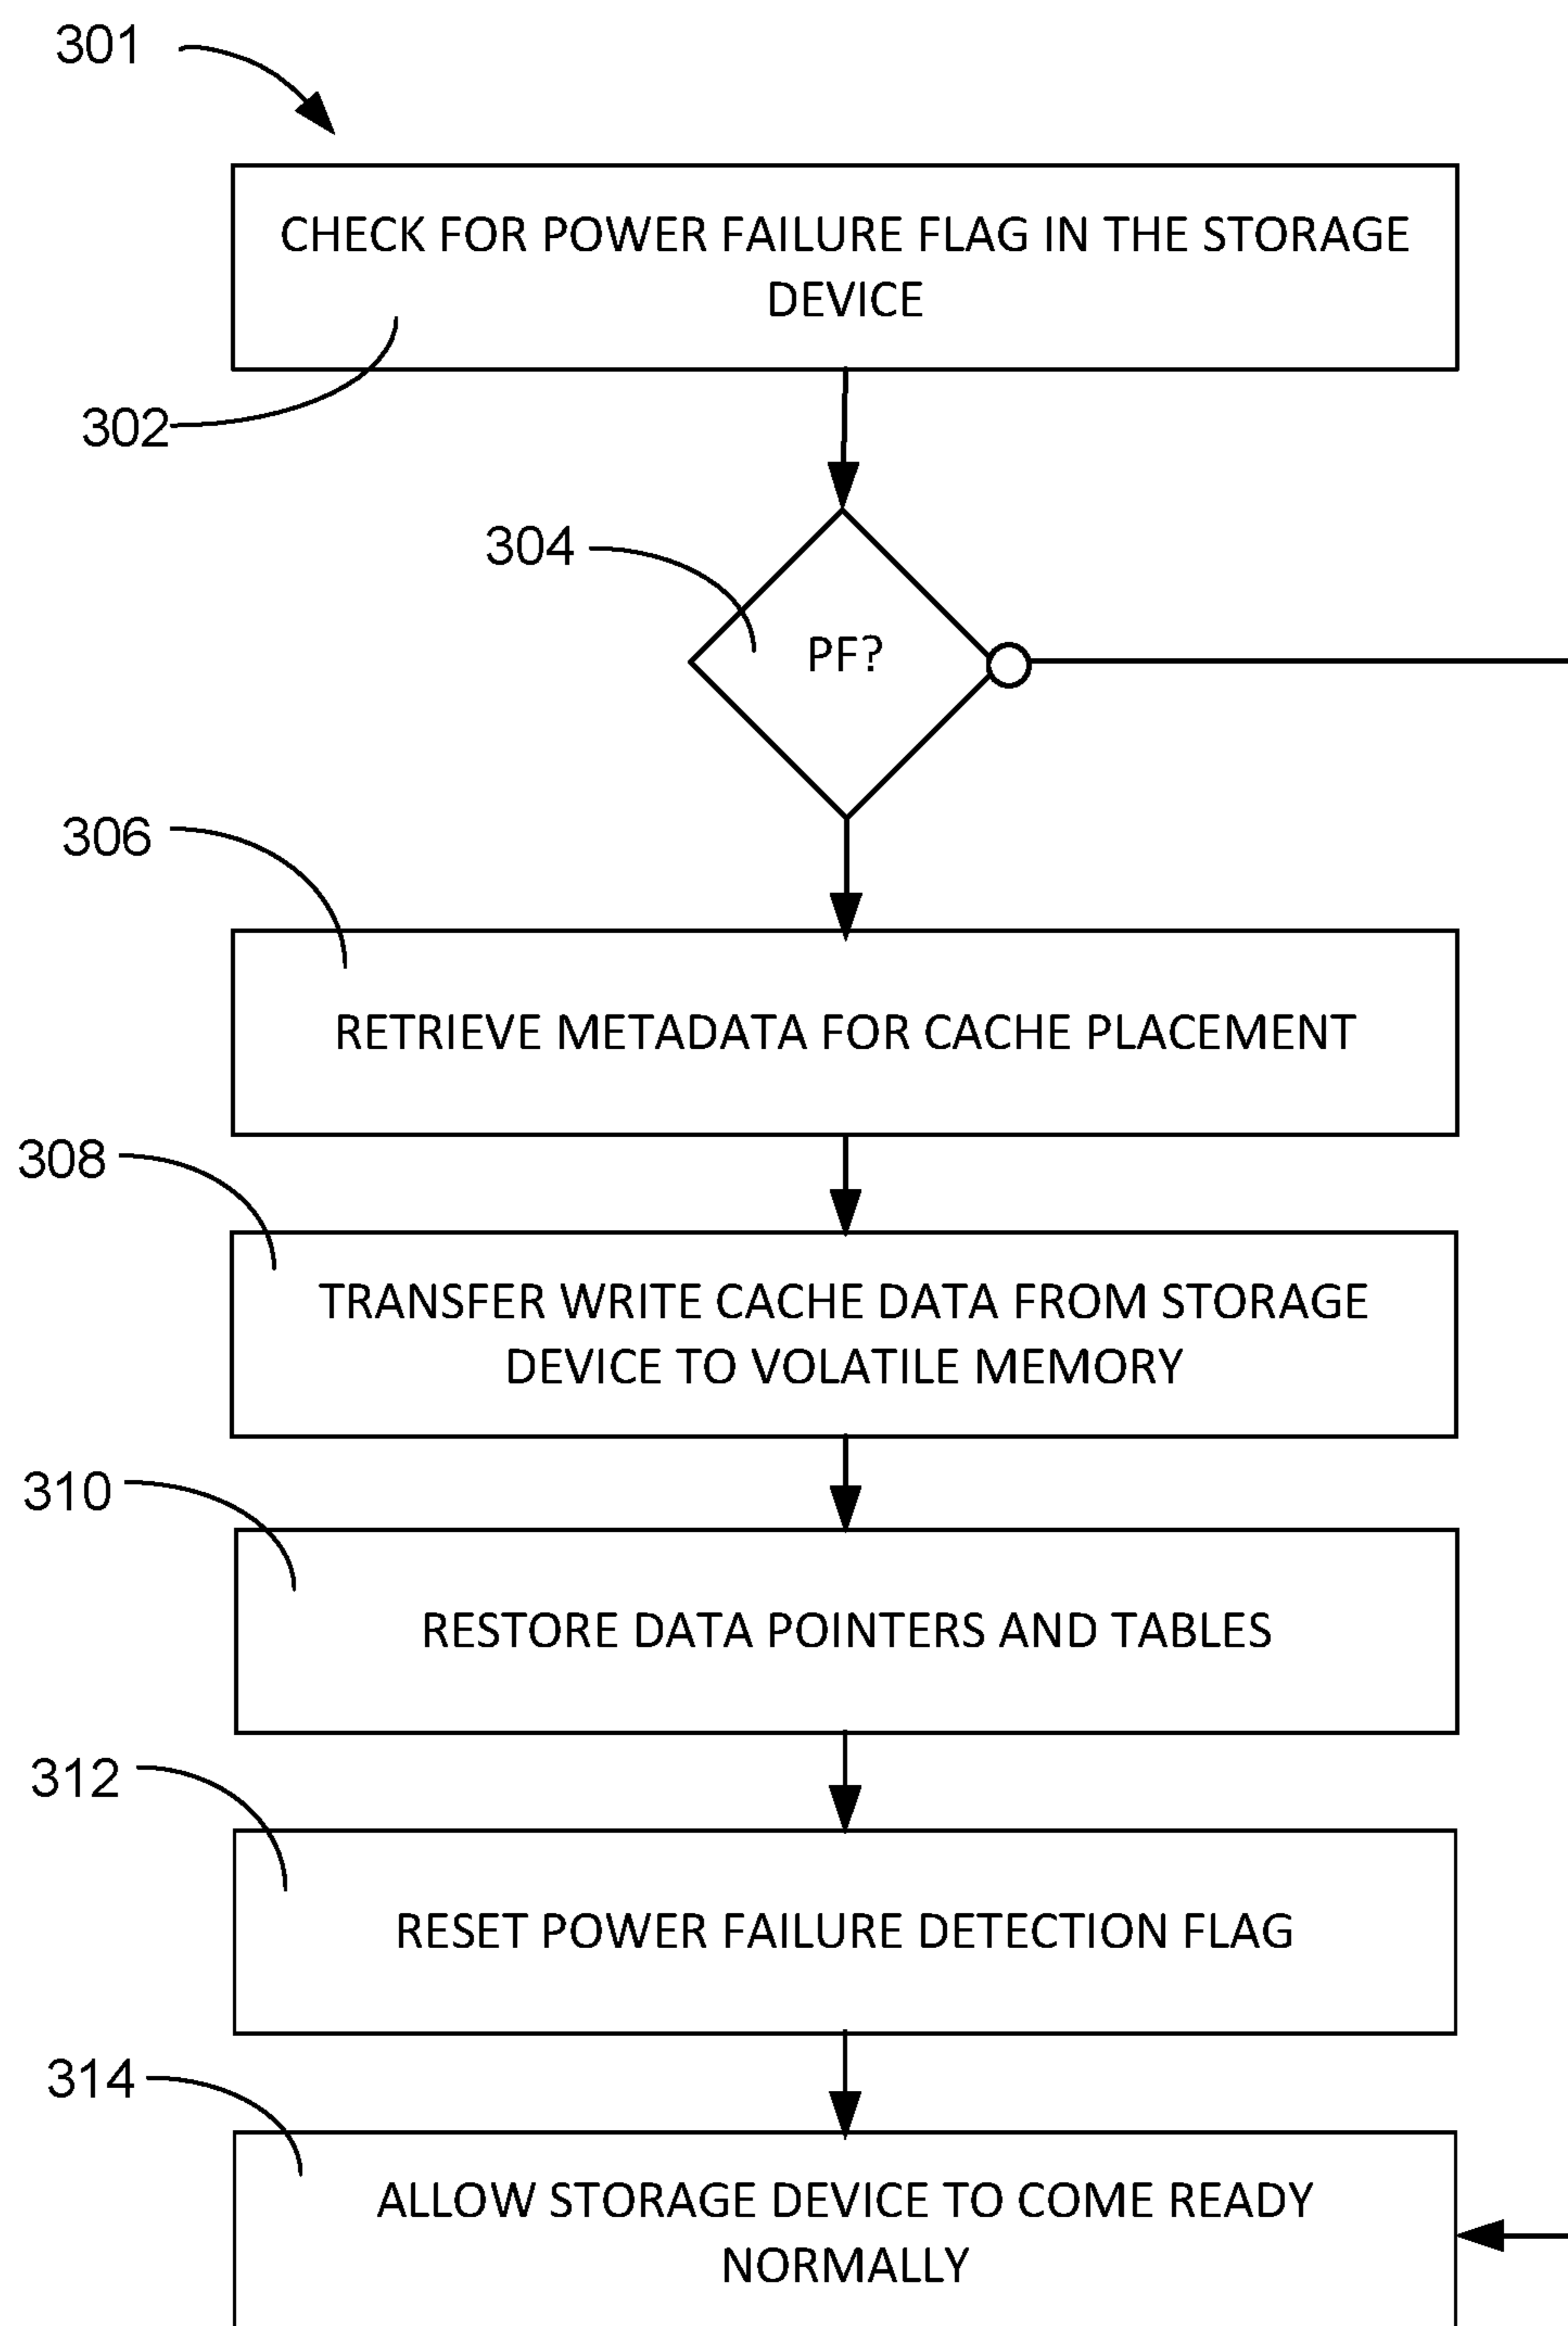 301
CHECK FOR POWER FAILURE FLAG IN THE STORAGE
DEVICE
302
304
PF?
306
RETRIEVE METADATA FOR CACHE PLACEMENT
308
TRANSFER WRITE CACHE DATA FROM STORAGE
DEVICE TO VOLATILE MEMORY
310
RESTORE DATA POINTERS AND TABLES
312
RESET POWER FAILURE DETECTION FLAG
314
ALLOW STORAGE DEVICE TO COME READY
NORMALLY